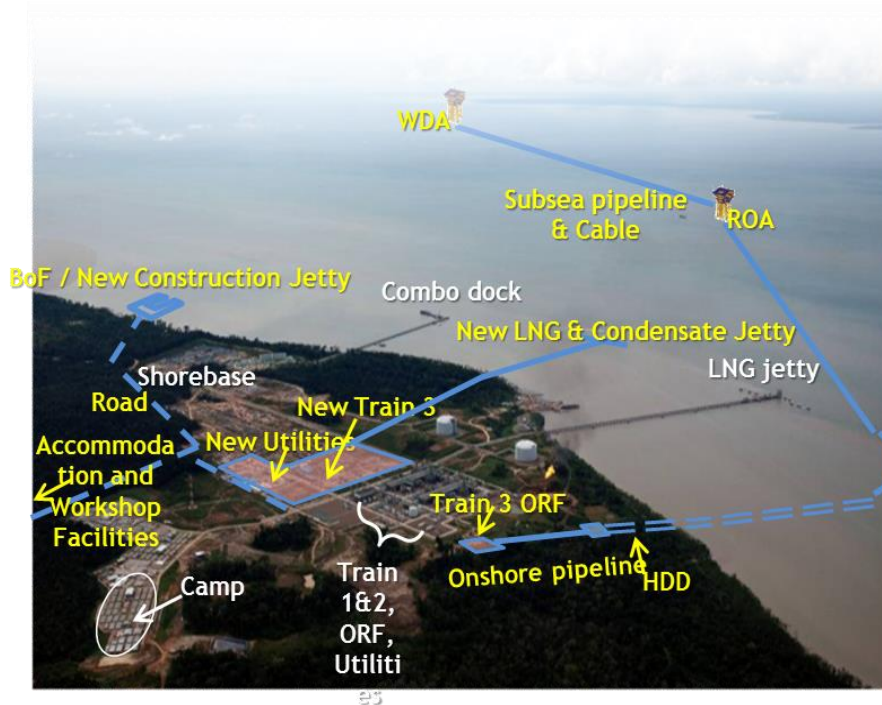 WDA
Subsea pipeline
& Cable
ROA
BoF / New Construction Jetty
Combo dock
New LNG & Condensate Jetty
LNG jetty
Shorebase
Road
New Train 3
New Utilities
Accommoda
tion and
Workshop
Facilities
Train 3 ORF
Onshore pipeline
HDD
Camp
Train
1&2,
ORF,
Utiliti
es